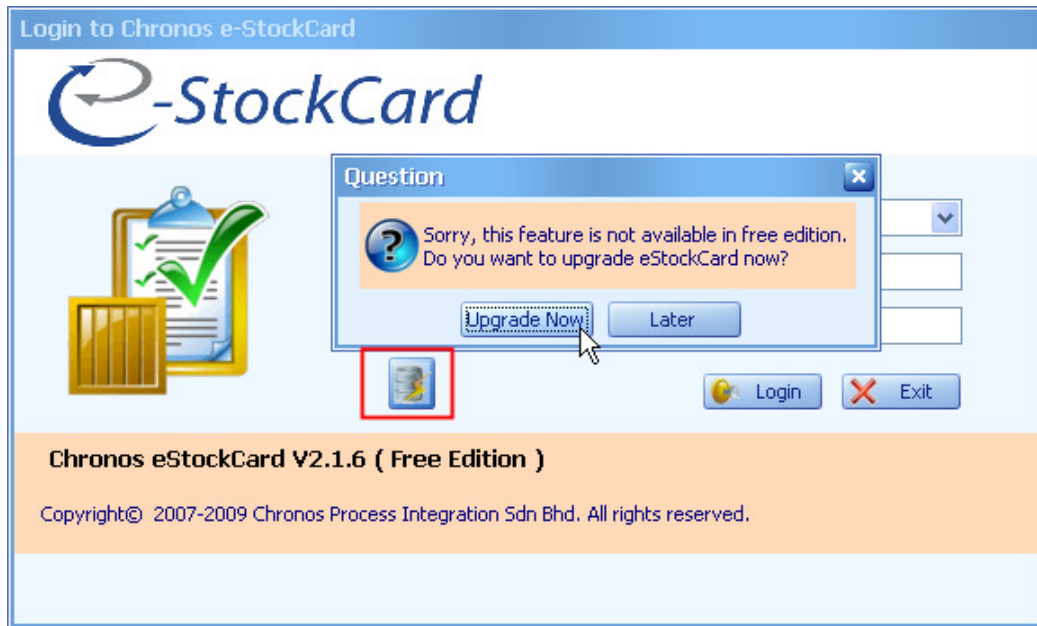 Login to Chronos e-StockCard
e-StockCard
Question
Sorry, this feature is not available in free edition.
Do you want to upgrade eStockCard now?
Upgrade Now
Later
Login
Exit
Chronos eStockCard V2.1.6 ( Free Edition )
Copyright© 2007-2009 Chronos Process Integration Sdn Bhd. All rights reserved.